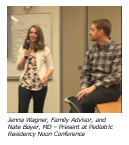 Jenna Wagner, Family Advisor, and
Nate Bayer, MD – Present at Pediatric
Residency Noon Conference